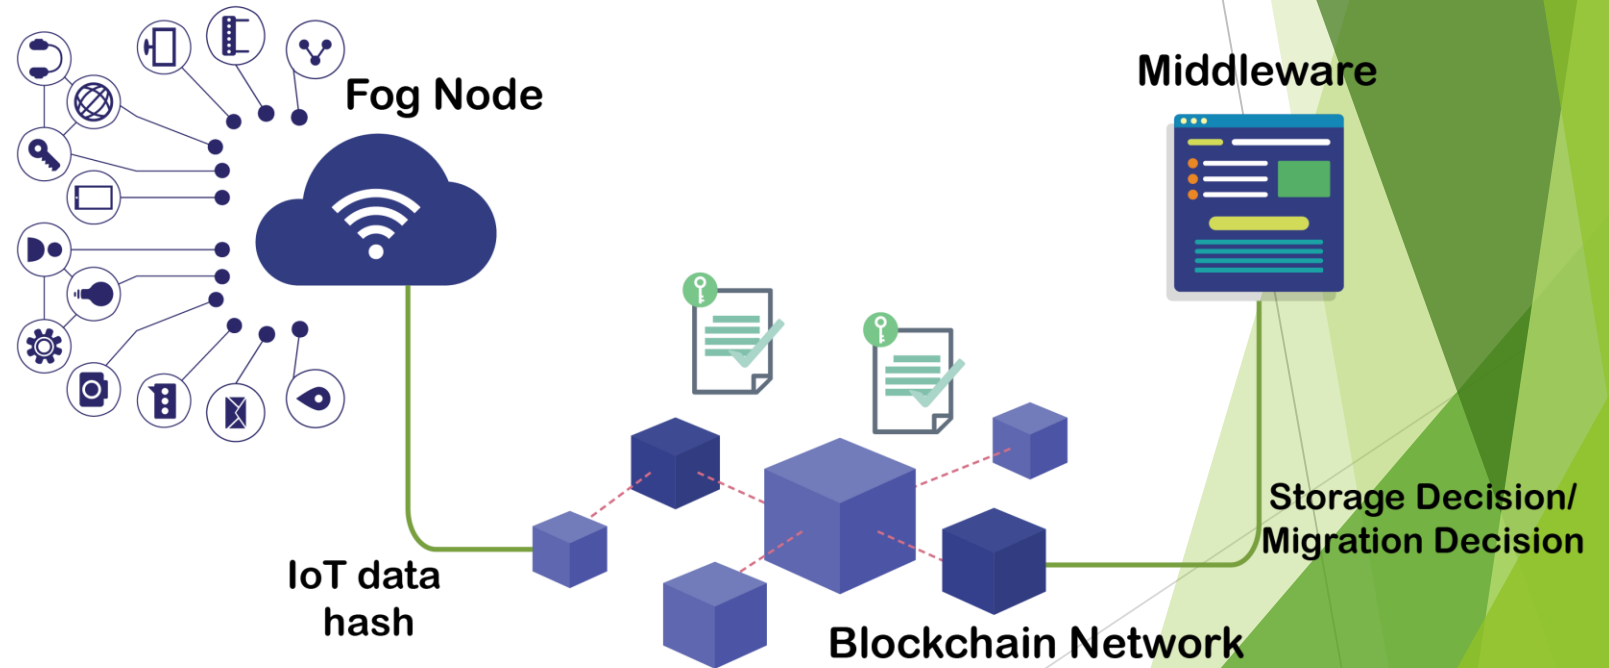 Fog Node
Middleware
Storage Decision/
Migration Decision
IoT data
hash
Blockchain Network